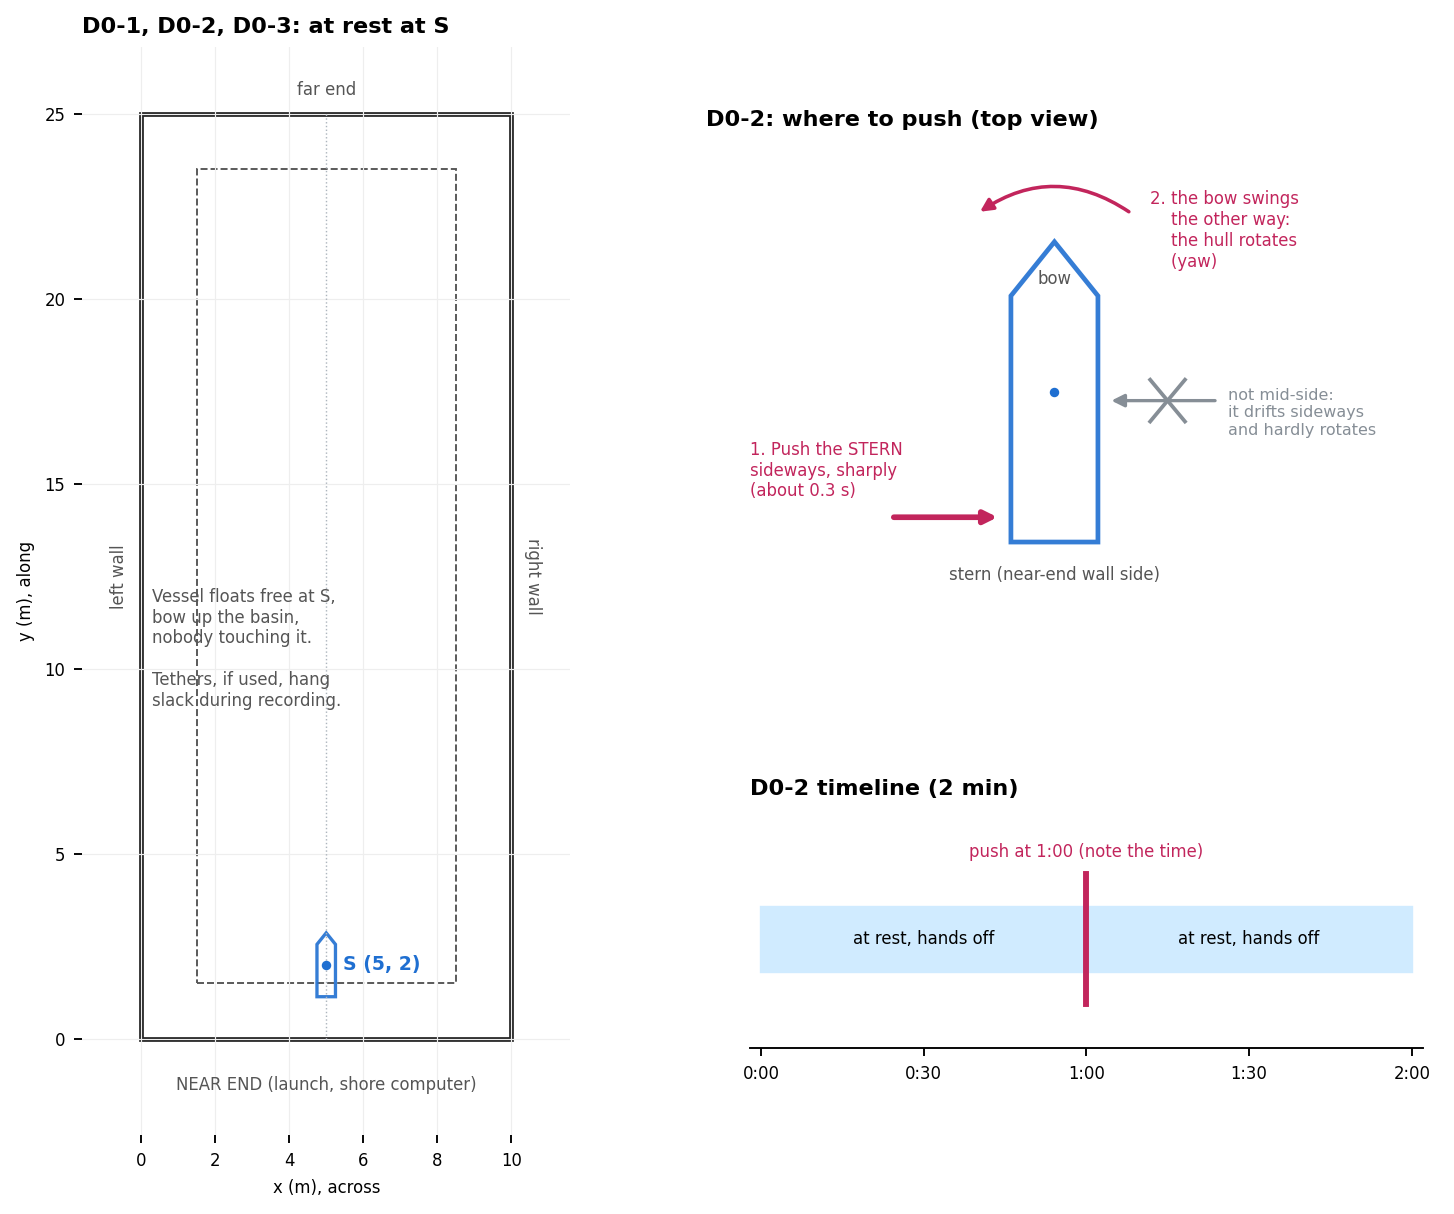 D0-1, D0-2, D0-3: at rest at S
far end
25
20
15
10
5
0
y (m), along
left wall
right wall
Vessel floats free at S,
bow up the basin,
nobody touching it.
Tethers, if used, hang
slack during recording.
S (5, 2)
NEAR END (launch, shore computer)
0 2 4 6 8 10
x (m), across
D0-2: where to push (top view)
2. the bow swings
the other way:
the hull rotates
(yaw)
bow
not mid-side:
it drifts sideways
and hardly rotates
1. Push the STERN
sideways, sharply
(about 0.3 s)
stern (near-end wall side)
D0-2 timeline (2 min)
push at 1:00 (note the time)
at rest, hands off
at rest, hands off
0:00 0:30 1:00 1:30 2:00